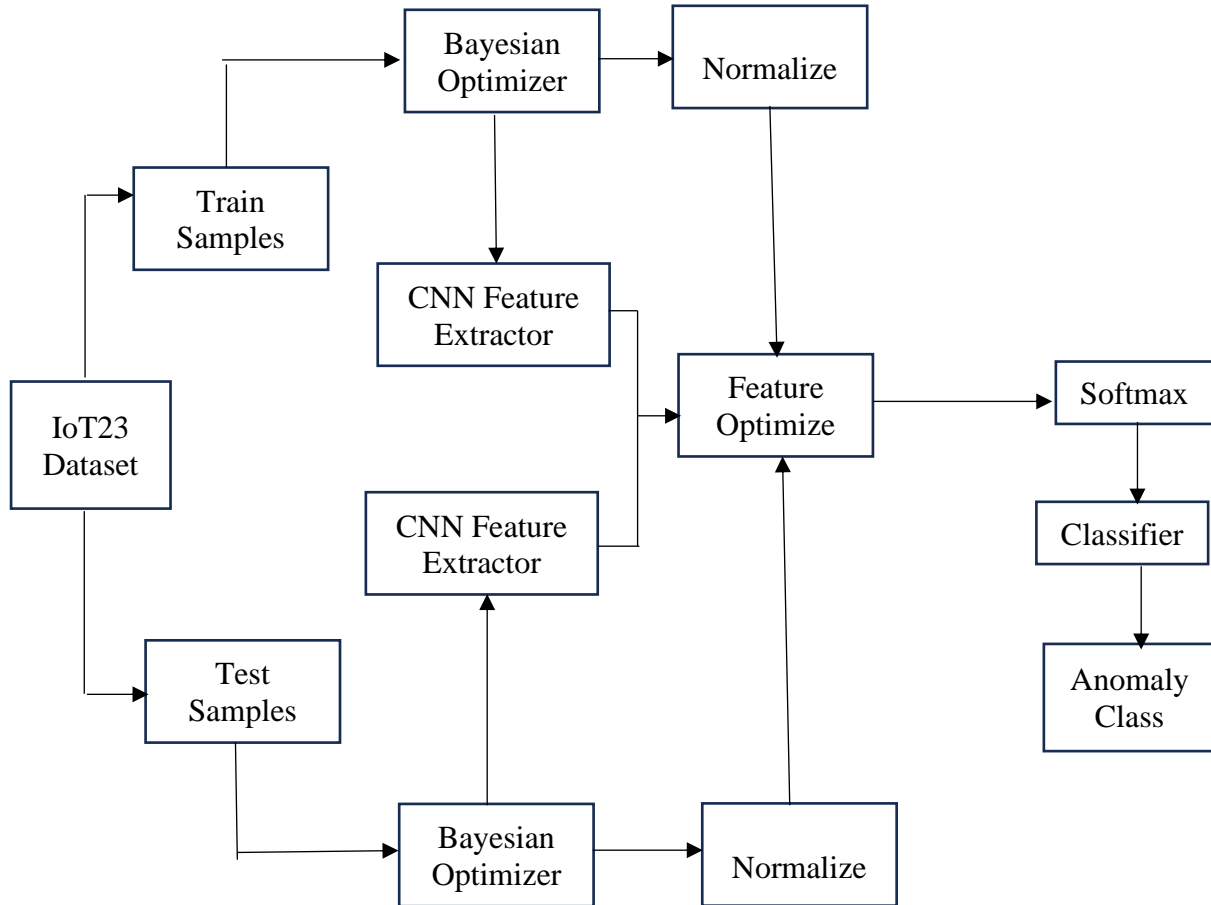 Bayesian
Optimizer
Normalize
Train
Samples
CNN Feature
Extractor
IoT23
Dataset
Feature
Optimize
Softmax
CNN Feature
Extractor
Classifier
Test
Samples
Anomaly
Class
Bayesian
Optimizer
Normalize